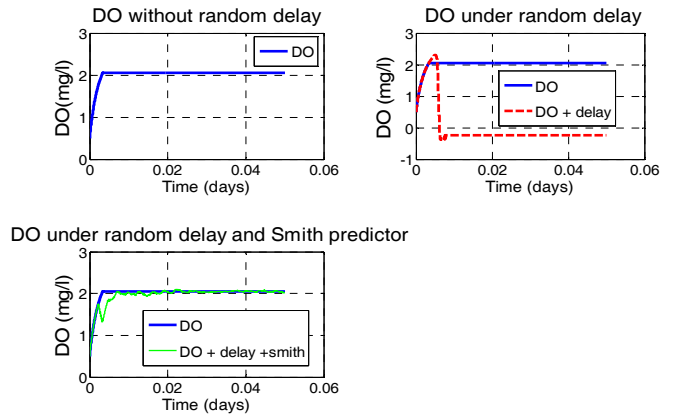 DO without random delay
DO(mg/l)
3
2
1
0
DO
0
0.02
0.04
0.06
Time (days)
DO under random delay
DO (mg/l)
3
2
1
0
-1
DO
DO + delay
0
0.02
0.04
0.06
Time (days)
DO under random delay and Smith predictor
DO (mg/l)
3
2
1
0
DO
DO + delay +smith
0
0.02
0.04
0.06
Time (days)